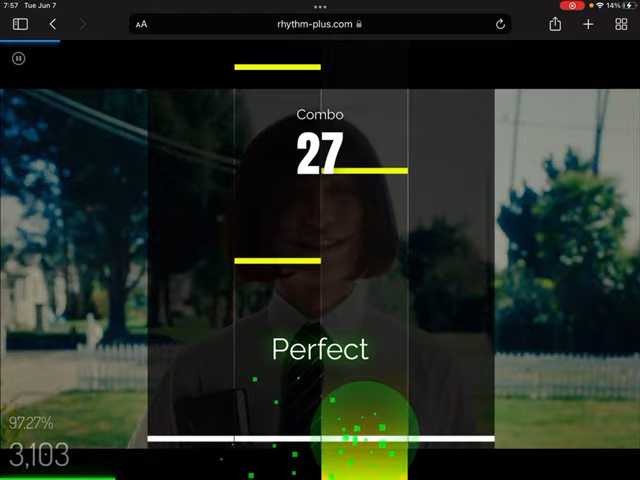 7:57 Tue Jun 7
AA
rhythm-plus.com
14%
Combo
27
Perfect
97.27%
3,103